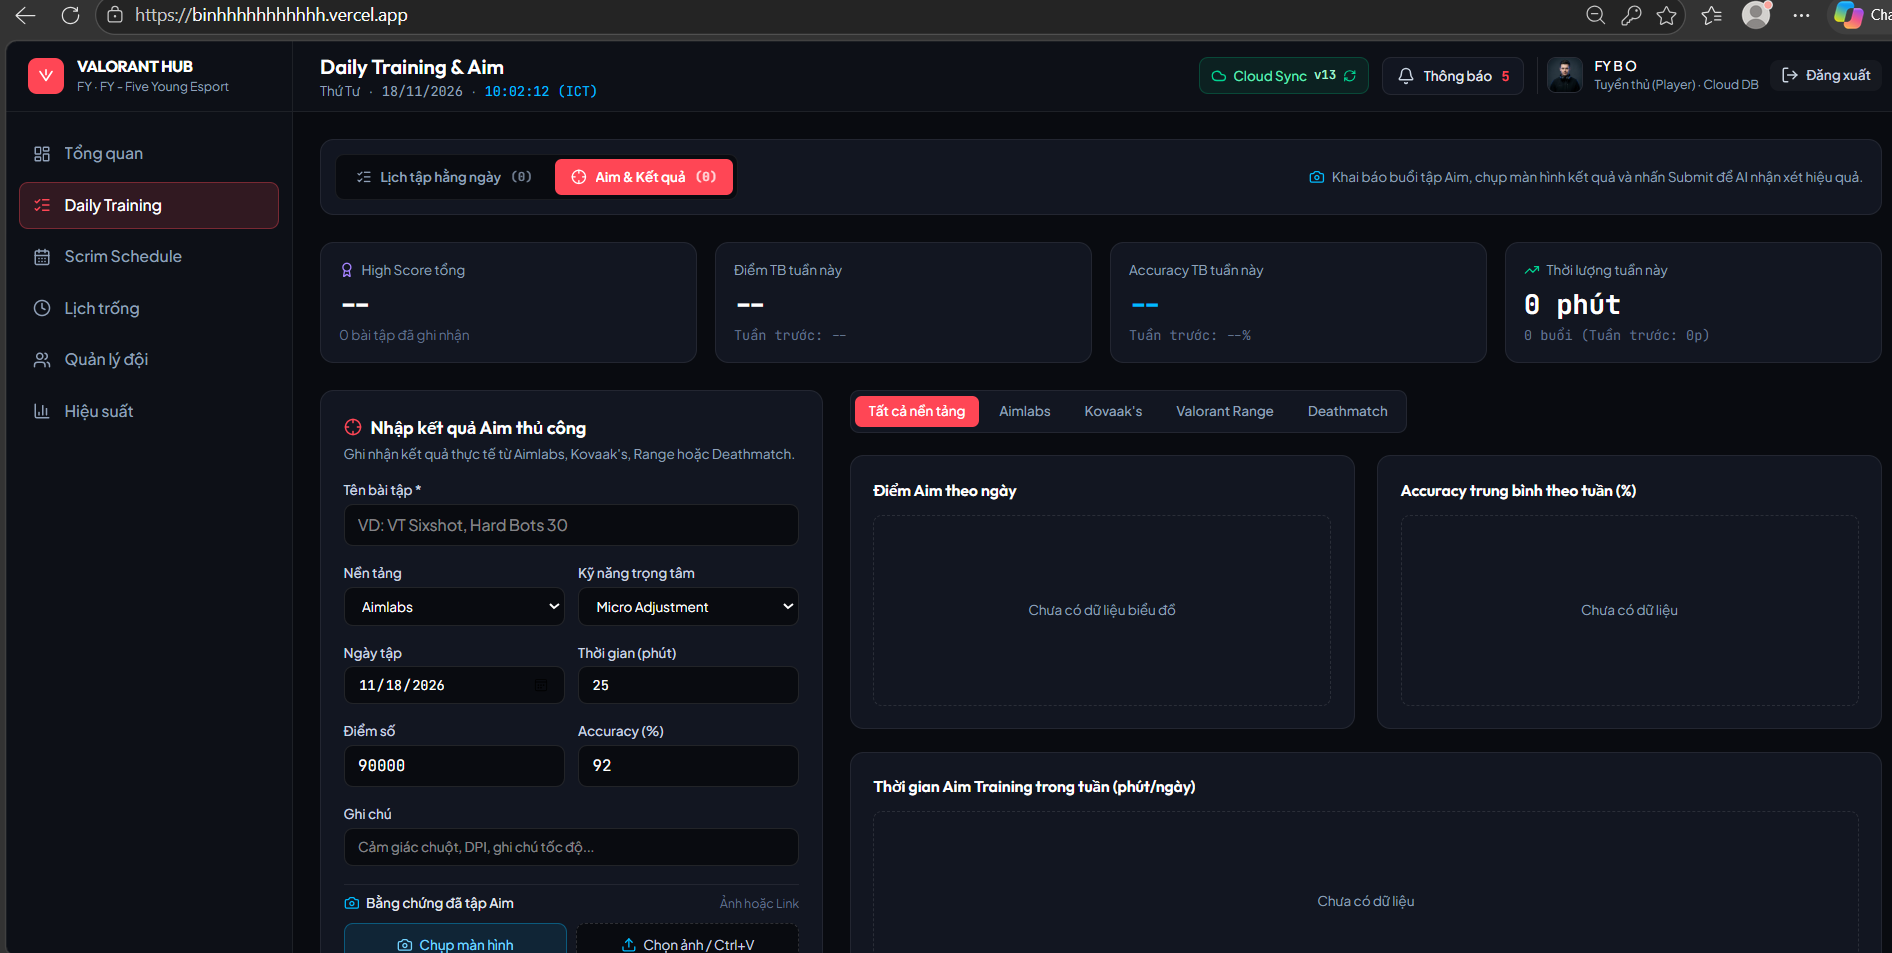 https://binhhhhhhhhhhh.vercel.app
Cha
VALORANT HUB
FY · FY - Five Young Esport
Daily Training & Aim
Thứ Tư · 18/11/2026 · 10:02:12 (ICT)
Cloud Sync v13
Thông báo 5
FY B O
Tuyển thủ (Player) · Cloud DB
Đăng xuất
Tổng quan
Daily Training
Scrim Schedule
Lịch trống
Quản lý đội
Hiệu suất
Lịch tập hằng ngày (0)
Aim & Kết quả (0)
Khai báo buổi tập Aim, chụp màn hình kết quả và nhấn Submit để AI nhận xét hiệu quả.
High Score tổng
--
0 bài tập đã ghi nhận
Điểm TB tuần này
--
Tuần trước: --
Accuracy TB tuần này
--
Tuần trước: --%
Thời lượng tuần này
0 phút
0 buổi (Tuần trước: 0p)
Nhập kết quả Aim thủ công
Ghi nhận kết quả thực tế từ Aimlabs, Kovaak's, Range hoặc Deathmatch.
Tên bài tập *
VD: VT Sixshot, Hard Bots 30
Nền tảng
Kỹ năng trọng tâm
Aimlabs
Micro Adjustment
Ngày tập
Thời gian (phút)
11/18/2026
25
Điểm số
Accuracy (%)
90000
92
Ghi chú
Cảm giác chuột, DPI, ghi chú tốc độ...
Bằng chứng đã tập Aim
Ảnh hoặc Link
Chụp màn hình
Chọn ảnh / Ctrl+V
Tất cả nền tảng
Aimlabs
Kovaak's
Valorant Range
Deathmatch
Điểm Aim theo ngày
Chưa có dữ liệu biểu đồ
Accuracy trung bình theo tuần (%)
Chưa có dữ liệu
Thời gian Aim Training trong tuần (phút/ngày)
Chưa có dữ liệu